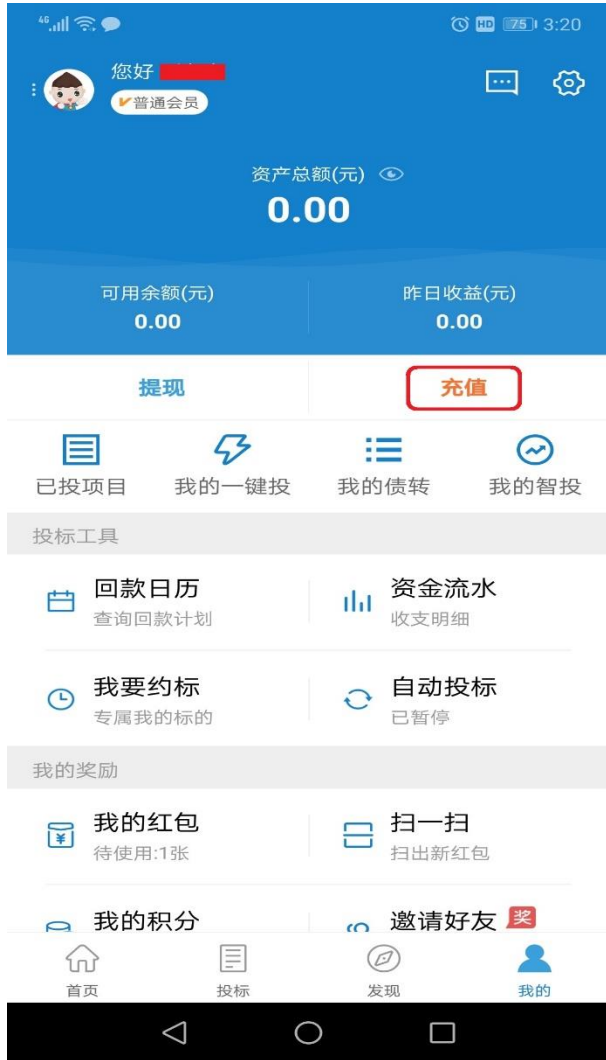 46 HD 75 3:20
您好
普通会员
资产总额(元)
0.00
可用余额(元) 昨日收益(元)
0.00 0.00
提现 充值
已投项目 我的一键投 我的债转 我的智投
投标工具
回款日历 资金流水
查询回款计划 收支明细
我要约标 自动投标
专属我的标的 已暂停
我的奖励
我的红包 扫一扫
待使用:1张 扫出新红包
我的积分 邀请好友 奖
首页 投标 发现 我的